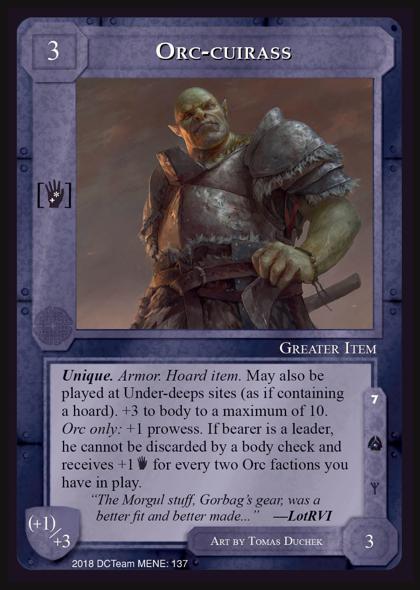 3
Orc-cuirass
Greater Item
Unique. Armor. Hoard item. May also be
played at Under-deeps sites (as if containing
a hoard). +3 to body to a maximum of 10.
Orc only: +1 prowess. If bearer is a leader,
he cannot be discarded by a body check and
receives +1 for every two Orc factions you
have in play.
7
“The Morgul stuff, Gorbag’s gear, was a
better fit and better made...” —LotRVI
(+1)/+3
Art by Tomas Duchek
3
2018 DCTeam MENE: 137